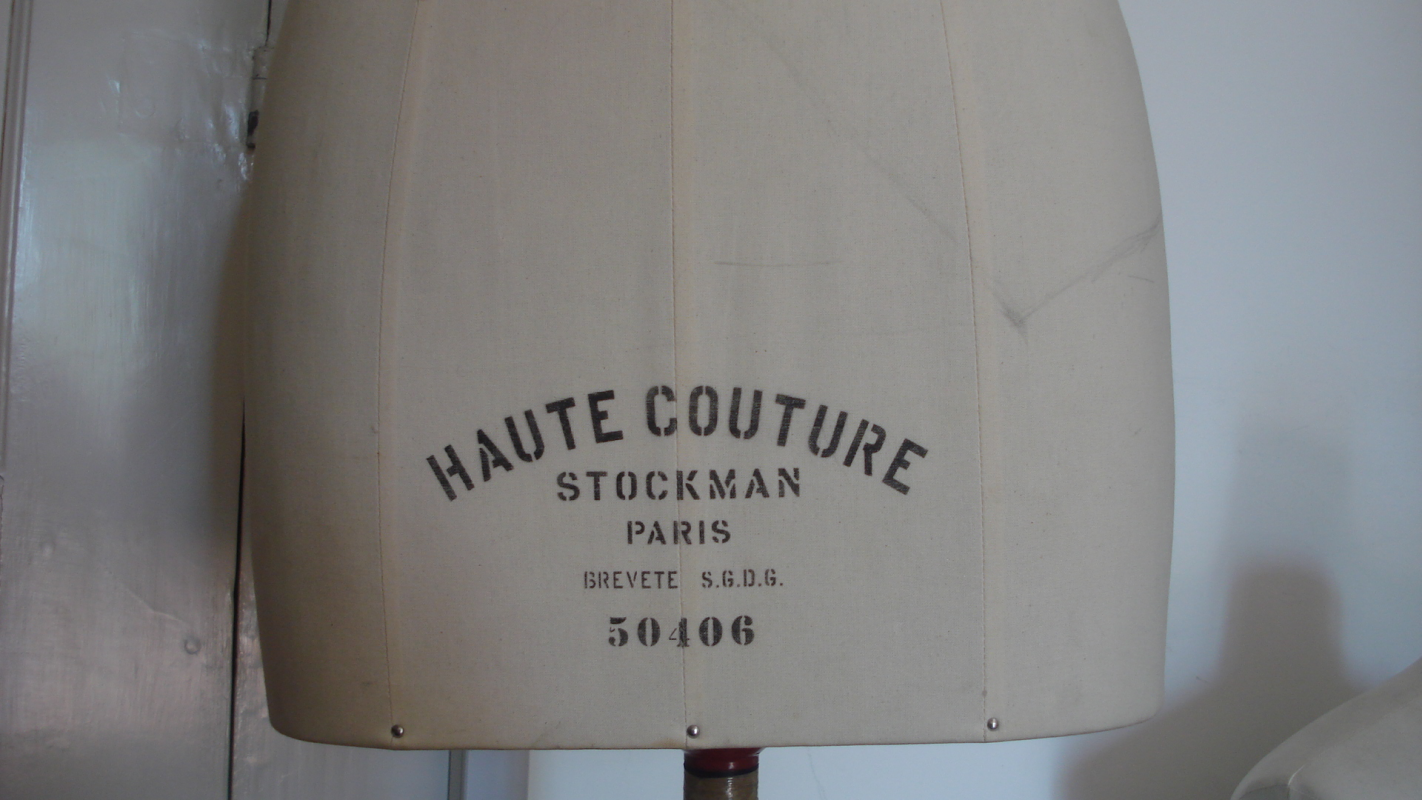 HAUTE COUTURE
STOCKMAN
PARIS
BREVETE S.G.D.G.
50406